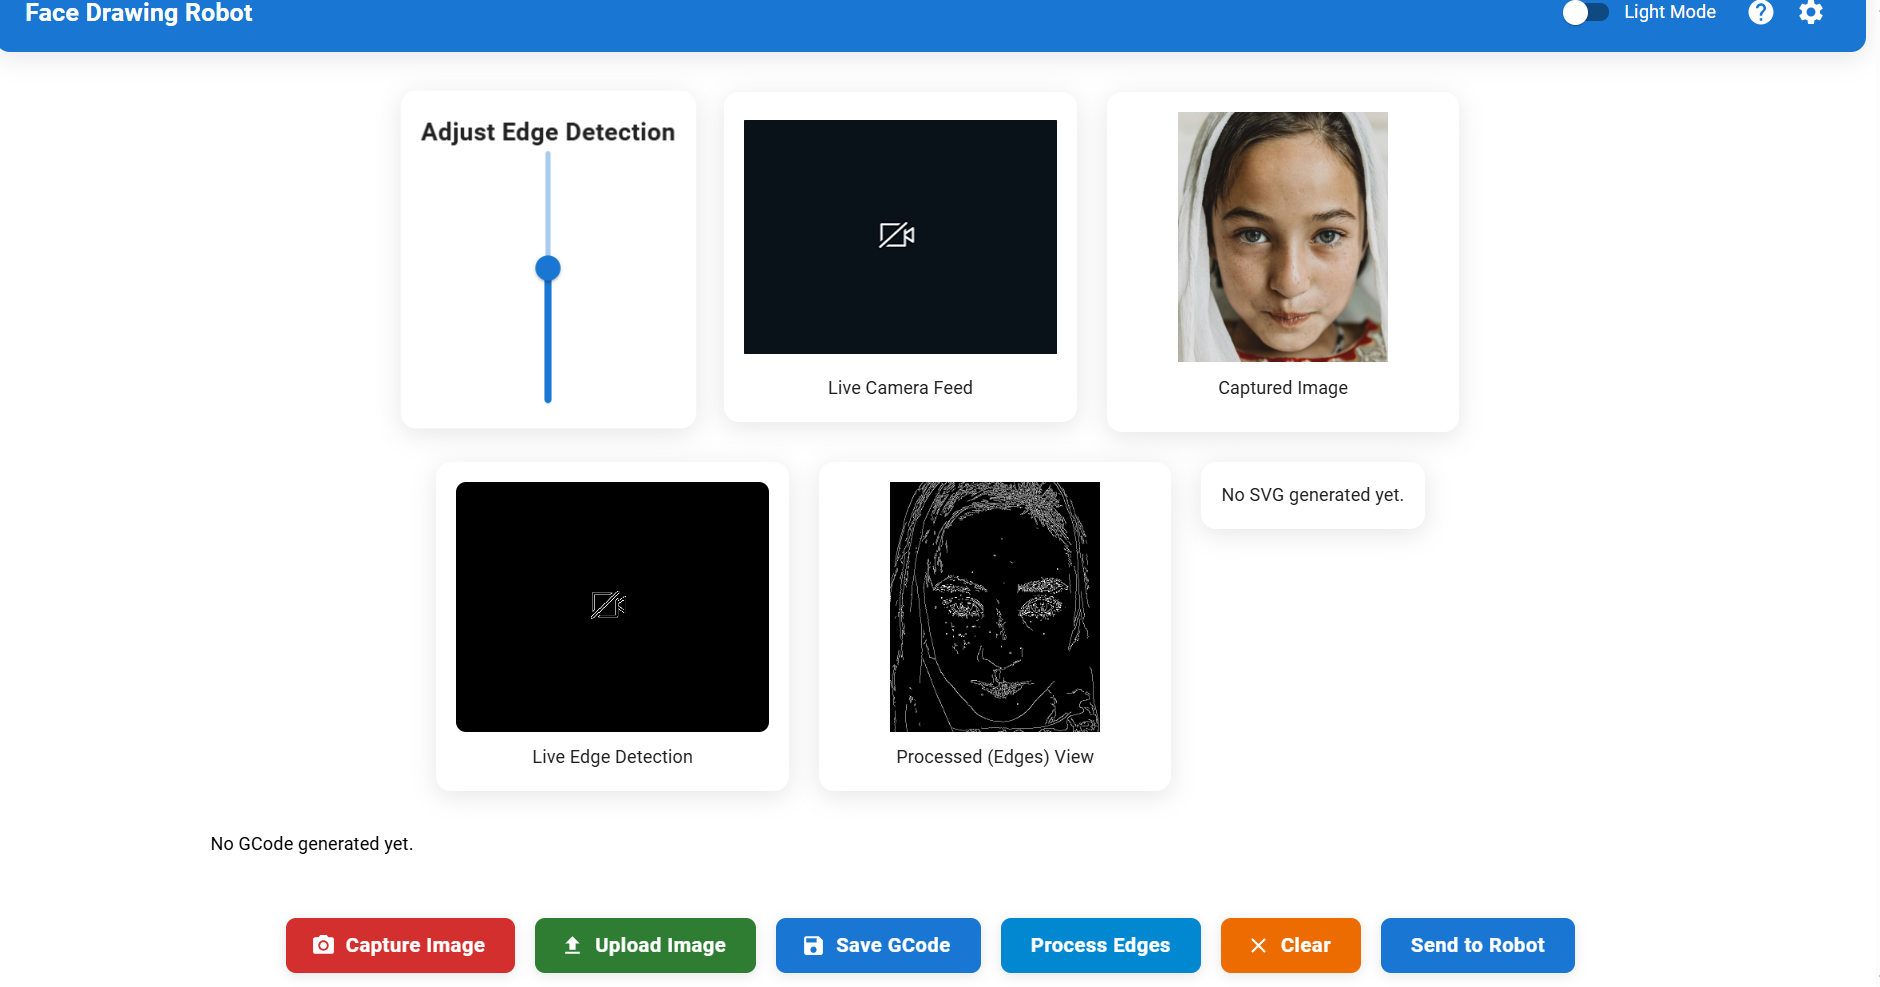 Face Drawing Robot
Light Mode
Adjust Edge Detection
Live Camera Feed
Captured Image
Live Edge Detection
Processed (Edges) View
No SVG generated yet.
No GCode generated yet.
Capture Image
Upload Image
Save GCode
Process Edges
Clear
Send to Robot